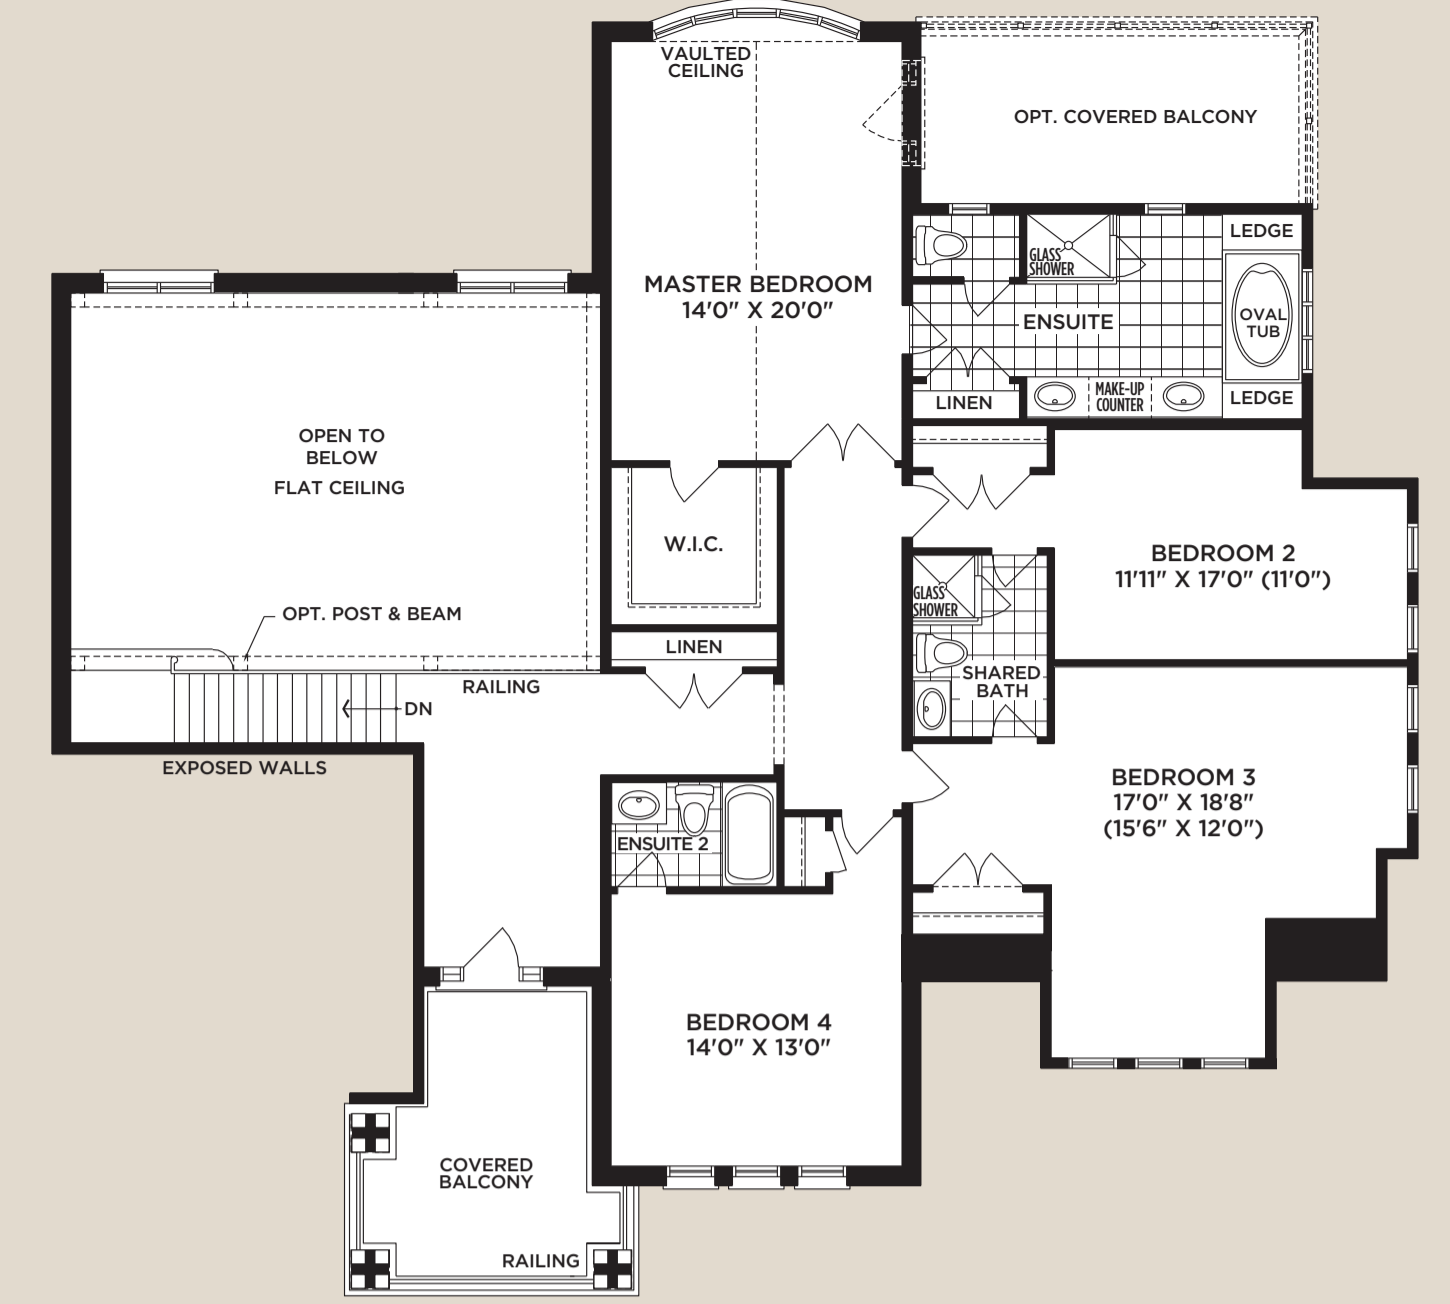 VAULTED
CEILING
OPT. COVERED BALCONY
MASTER BEDROOM
14'0" X 20'0"
GLASS
SHOWER
LEDGE
ENSUITE
OVAL
TUB
LINEN
MAKE-UP
COUNTER
LEDGE
OPEN TO
BELOW
FLAT CEILING
W.I.C.
BEDROOM 2
11'11" X 17'0" (11'0")
GLASS
SHOWER
OPT. POST & BEAM
LINEN
SHARED
BATH
RAILING
DN
EXPOSED WALLS
BEDROOM 3
17'0" X 18'8"
(15'6" X 12'0")
ENSUITE 2
BEDROOM 4
14'0" X 13'0"
COVERED
BALCONY
RAILING